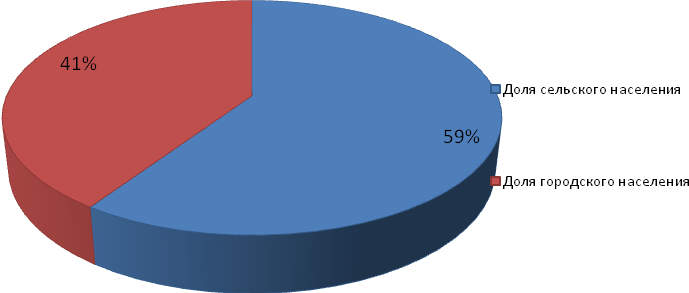 41%
Доля сельского населения
59%
Доля городского населения